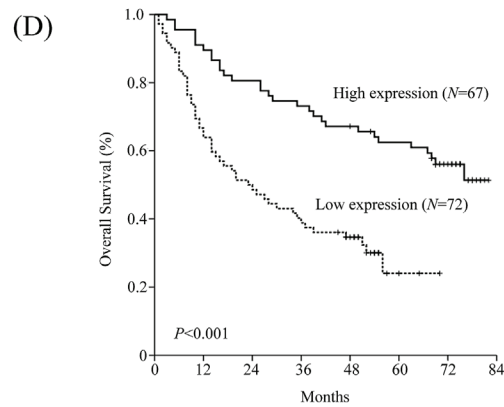 (D)
1.0
0.8
0.6
0.4
0.2
0
Overall Survival (%)
High expression (N=67)
Low expression (N=72)
P<0.001
0 12 24 36 48 60 72 84
Months